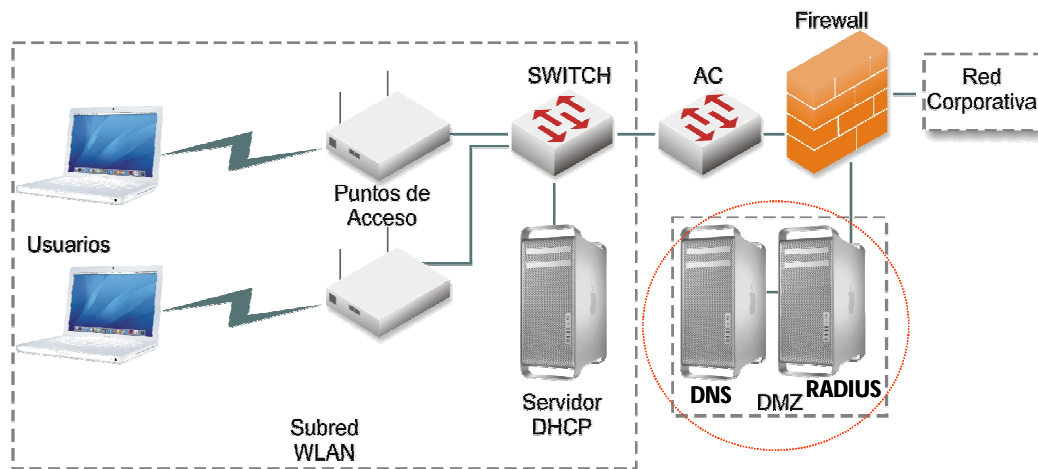 Firewall
SWITCH
AC
Red
Corporativa
Puntos de
Acceso
Usuarios
DNS
DMZ
RADIUS
Servidor
DHCP
Subred
WLAN